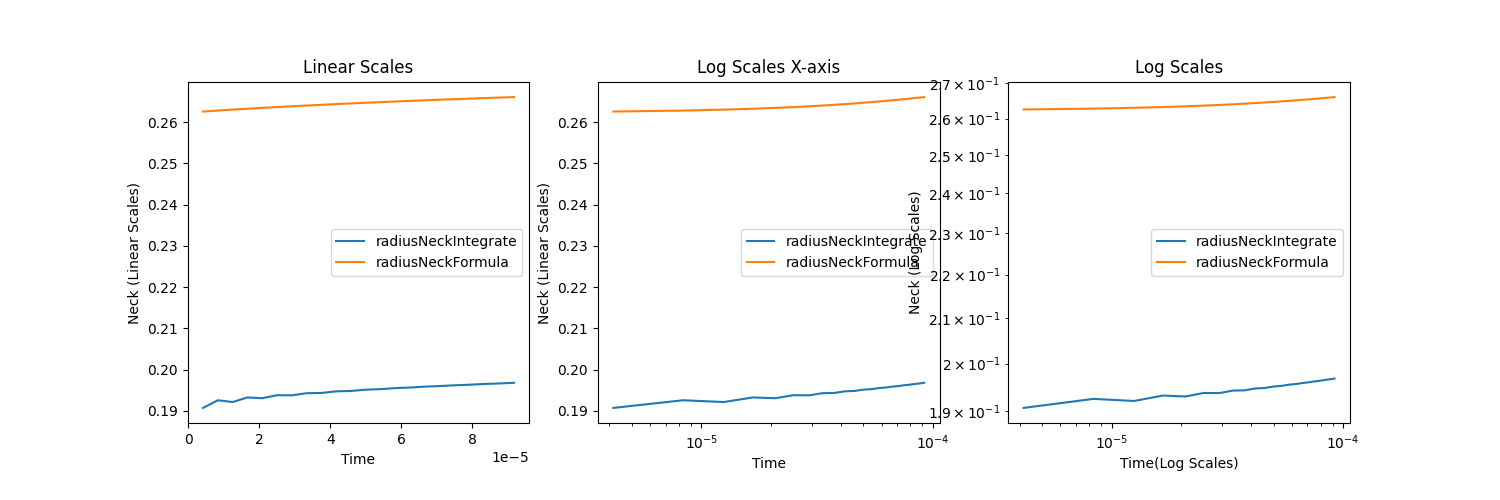 Linear Scales
Neck (Linear Scales)
0.26
0.25
0.24
0.23
0.22
0.21
0.20
0.19
radiusNeckIntegrate
radiusNeckFormula
0 2 4 6 8
1e−5
Time
Log Scales X-axis
Neck (Linear Scales)
0.26
0.25
0.24
0.23
0.22
0.21
0.20
0.19
radiusNeckIntegrate
radiusNeckFormula
10⁻⁵ 10⁻⁴
Time
Log Scales
Neck (Log Scales)
2.7 × 10⁻¹
2.6 × 10⁻¹
2.5 × 10⁻¹
2.4 × 10⁻¹
2.3 × 10⁻¹
2.2 × 10⁻¹
2.1 × 10⁻¹
2 × 10⁻¹
1.9 × 10⁻¹
radiusNeckIntegrate
radiusNeckFormula
10⁻⁵ 10⁻⁴
Time(Log Scales)